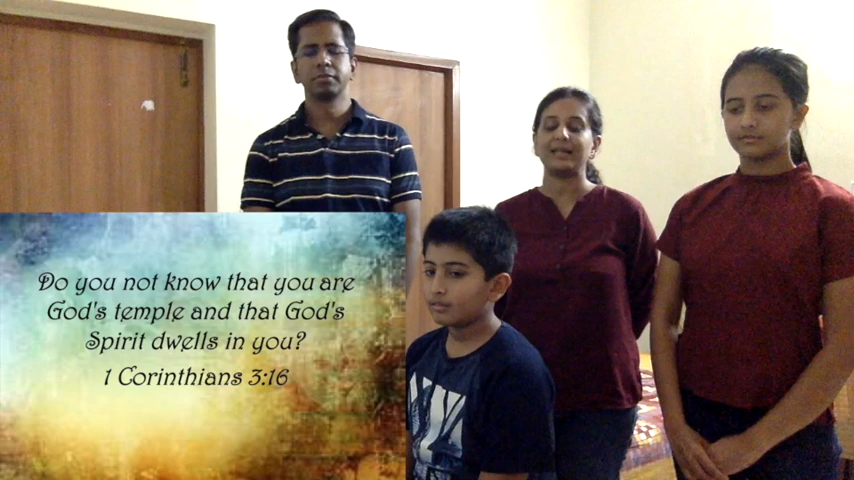 Do you not know that you are
God's temple and that God's
Spirit dwells in you?
1 Corinthians 3:16